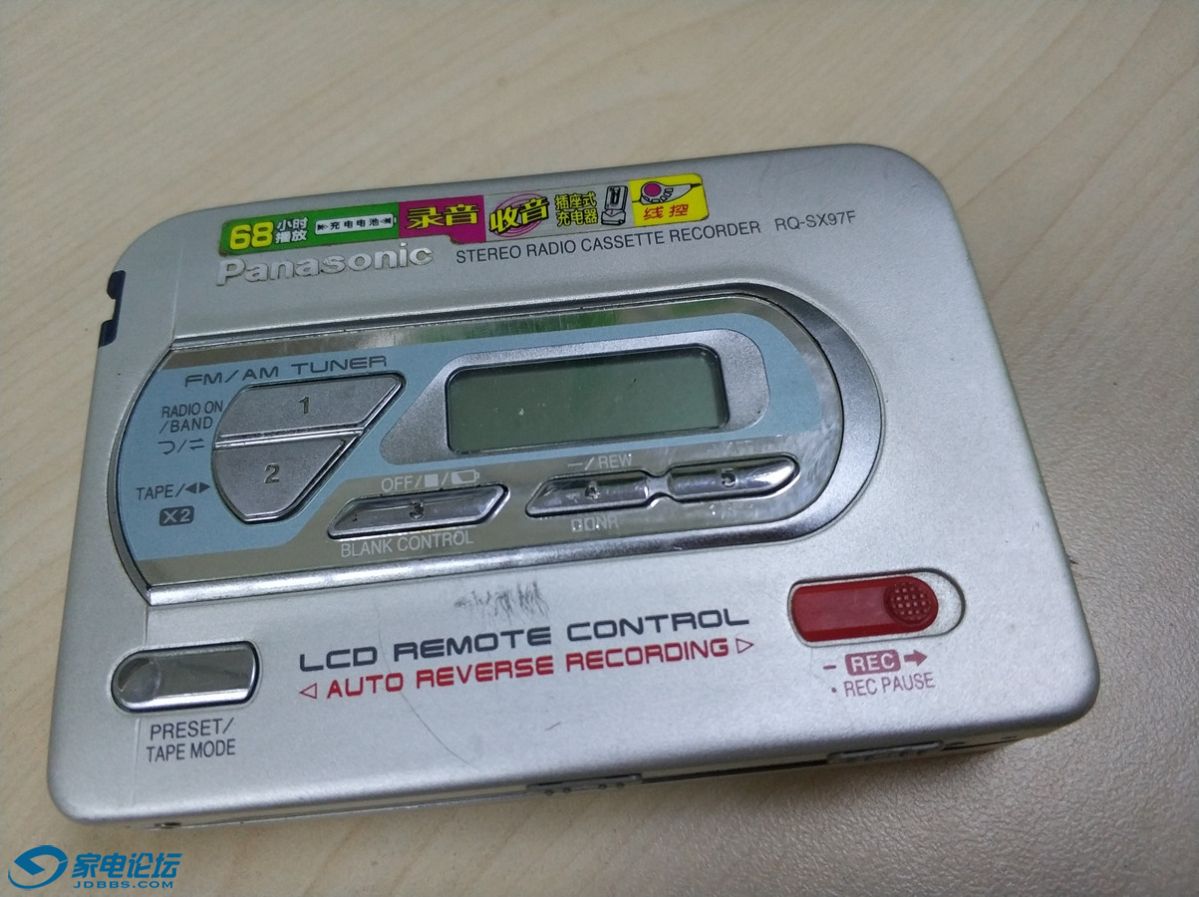 68 小时播放 充电电池 录音 收音 插座式充电器 线控
Panasonic STEREO RADIO CASSETTE RECORDER RQ-SX97F
FM/AM TUNER
RADIO ON
/BAND
1
2
TAPE/◀▶
X2
OFF/■/
3
BLANK CONTROL
−/REW
4
5
LCD REMOTE CONTROL
◁ AUTO REVERSE RECORDING ▷
PRESET/
TAPE MODE
− REC ➡
• REC PAUSE
家电论坛
JDBBS.COM